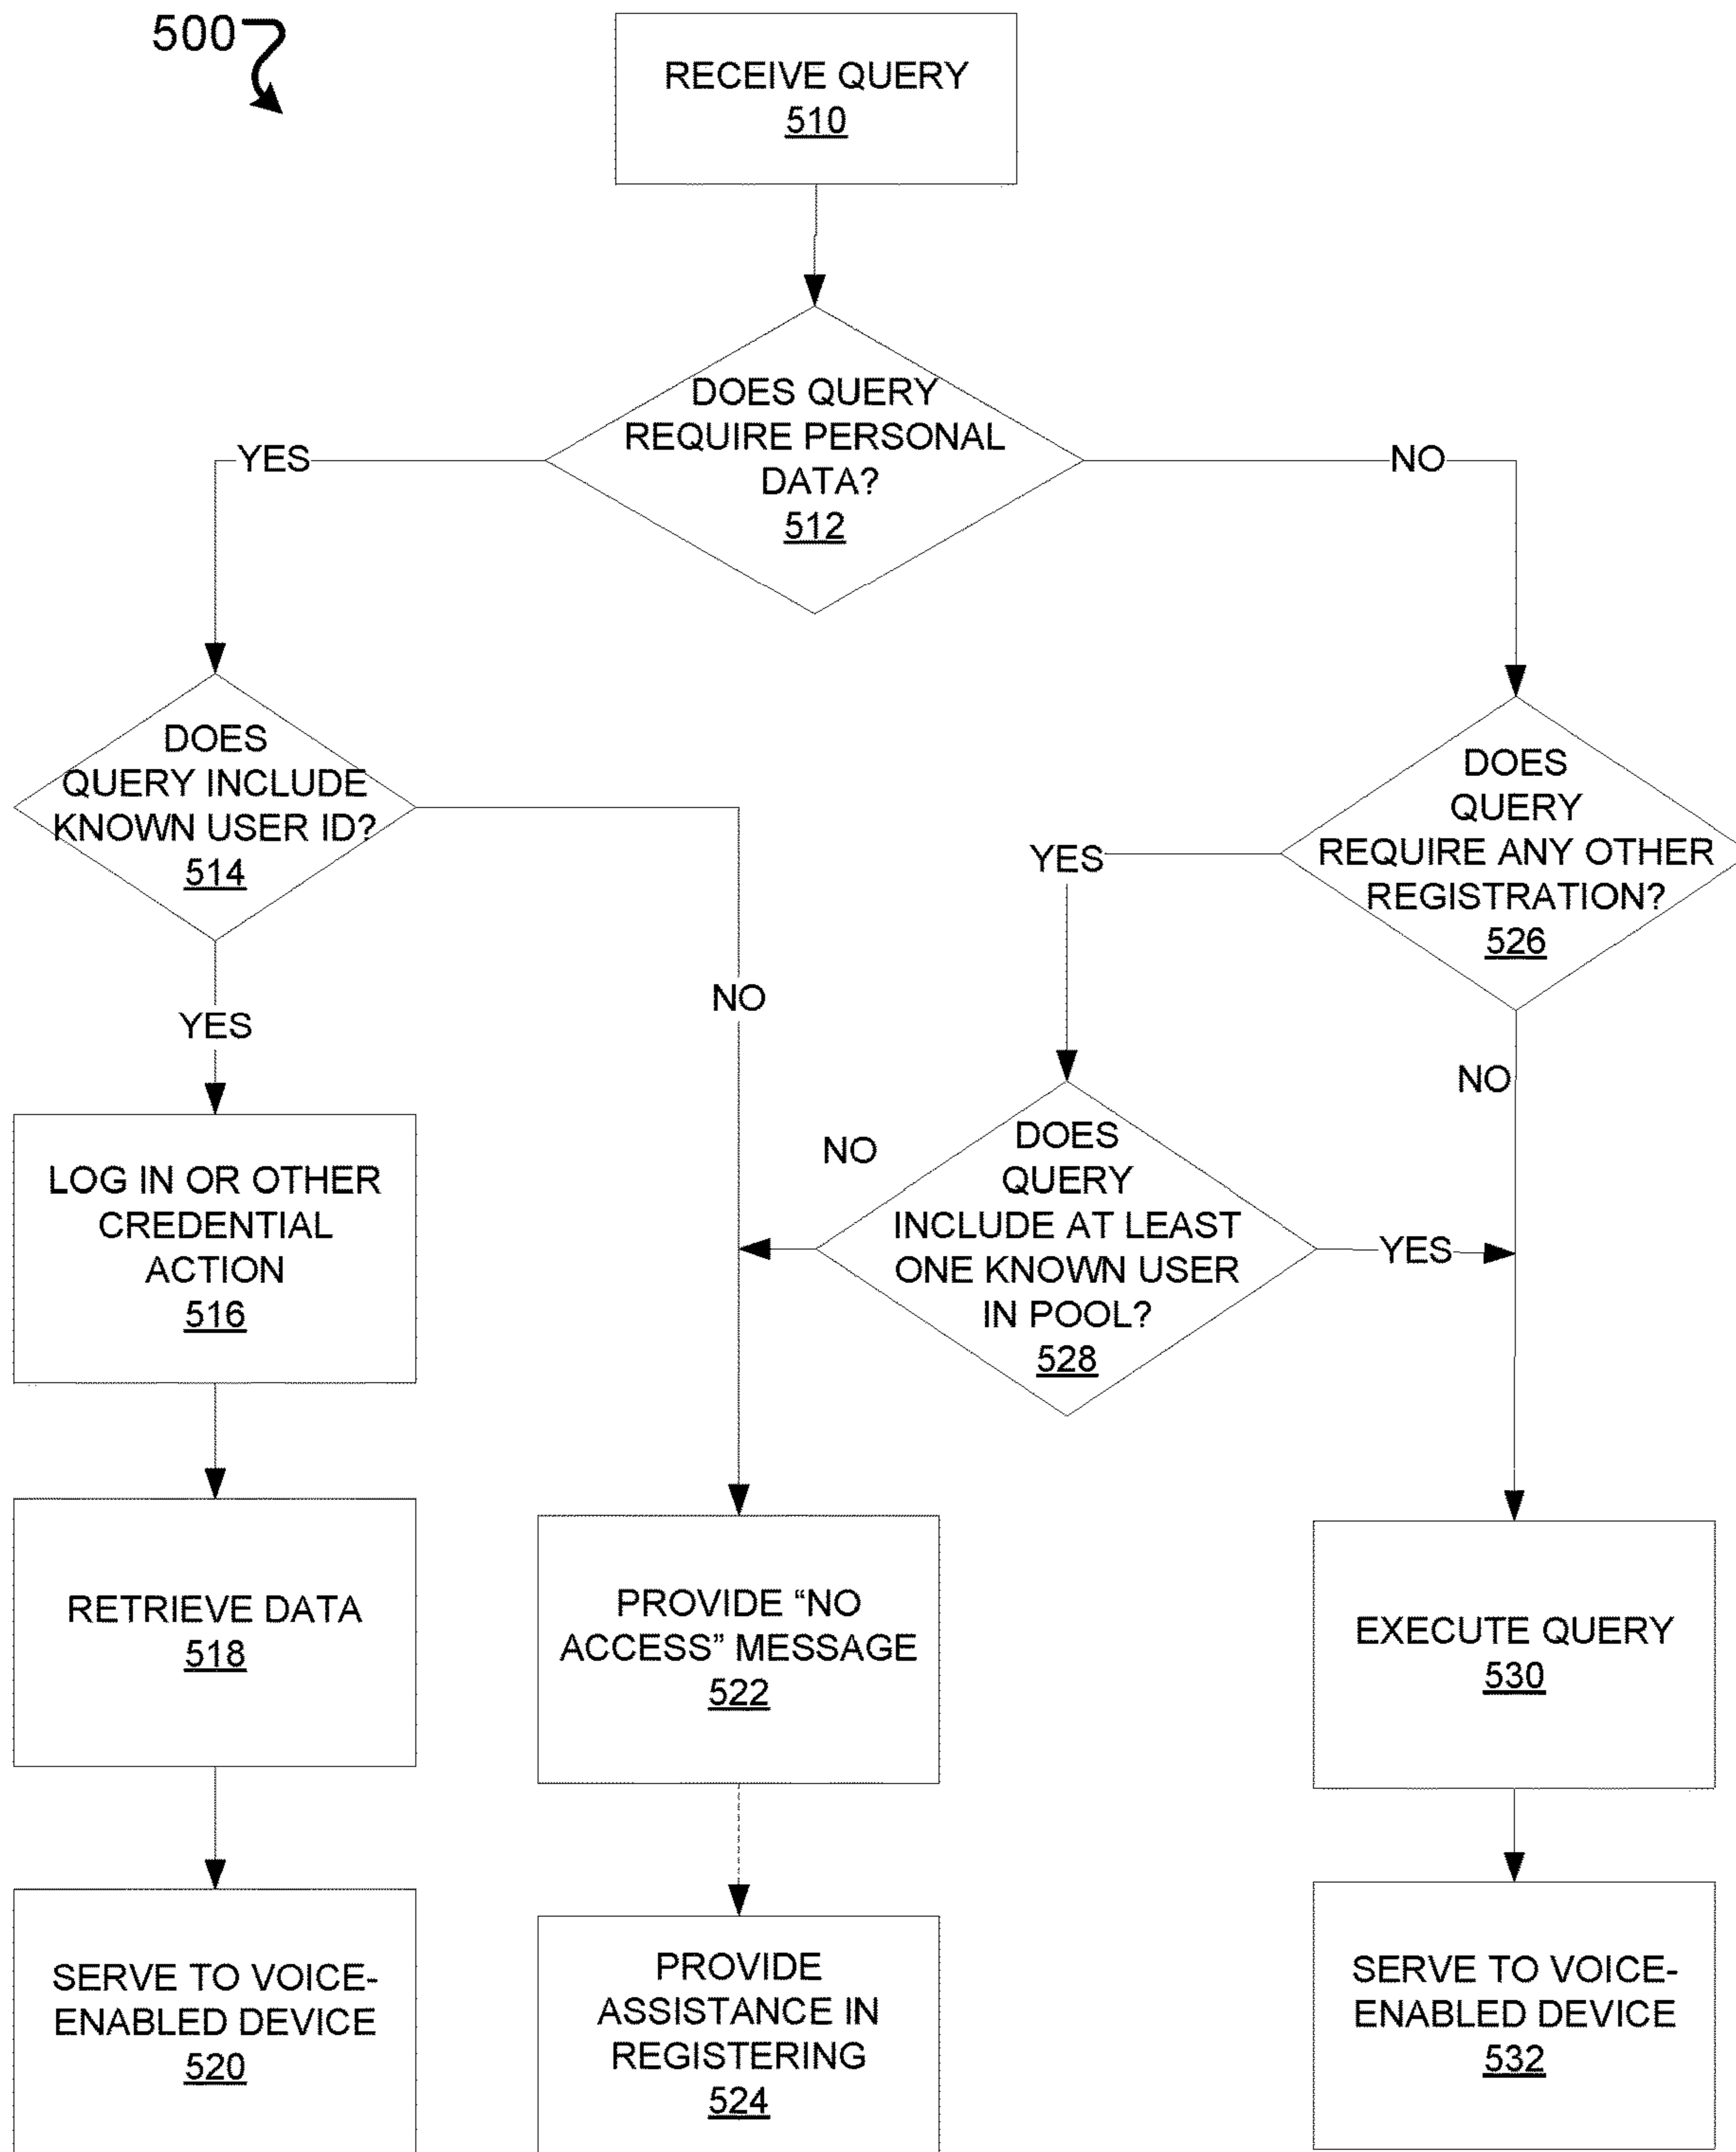 500
RECEIVE QUERY
510
DOES QUERY
REQUIRE PERSONAL
DATA?
512
YES
NO
DOES
QUERY INCLUDE
KNOWN USER ID?
514
DOES
QUERY
REQUIRE ANY OTHER
REGISTRATION?
526
YES
NO
YES
NO
NO
DOES
QUERY
INCLUDE AT LEAST
ONE KNOWN USER
IN POOL?
528
YES
LOG IN OR OTHER
CREDENTIAL
ACTION
516
RETRIEVE DATA
518
PROVIDE “NO
ACCESS” MESSAGE
522
EXECUTE QUERY
530
SERVE TO VOICE-
ENABLED DEVICE
520
PROVIDE
ASSISTANCE IN
REGISTERING
524
SERVE TO VOICE-
ENABLED DEVICE
532